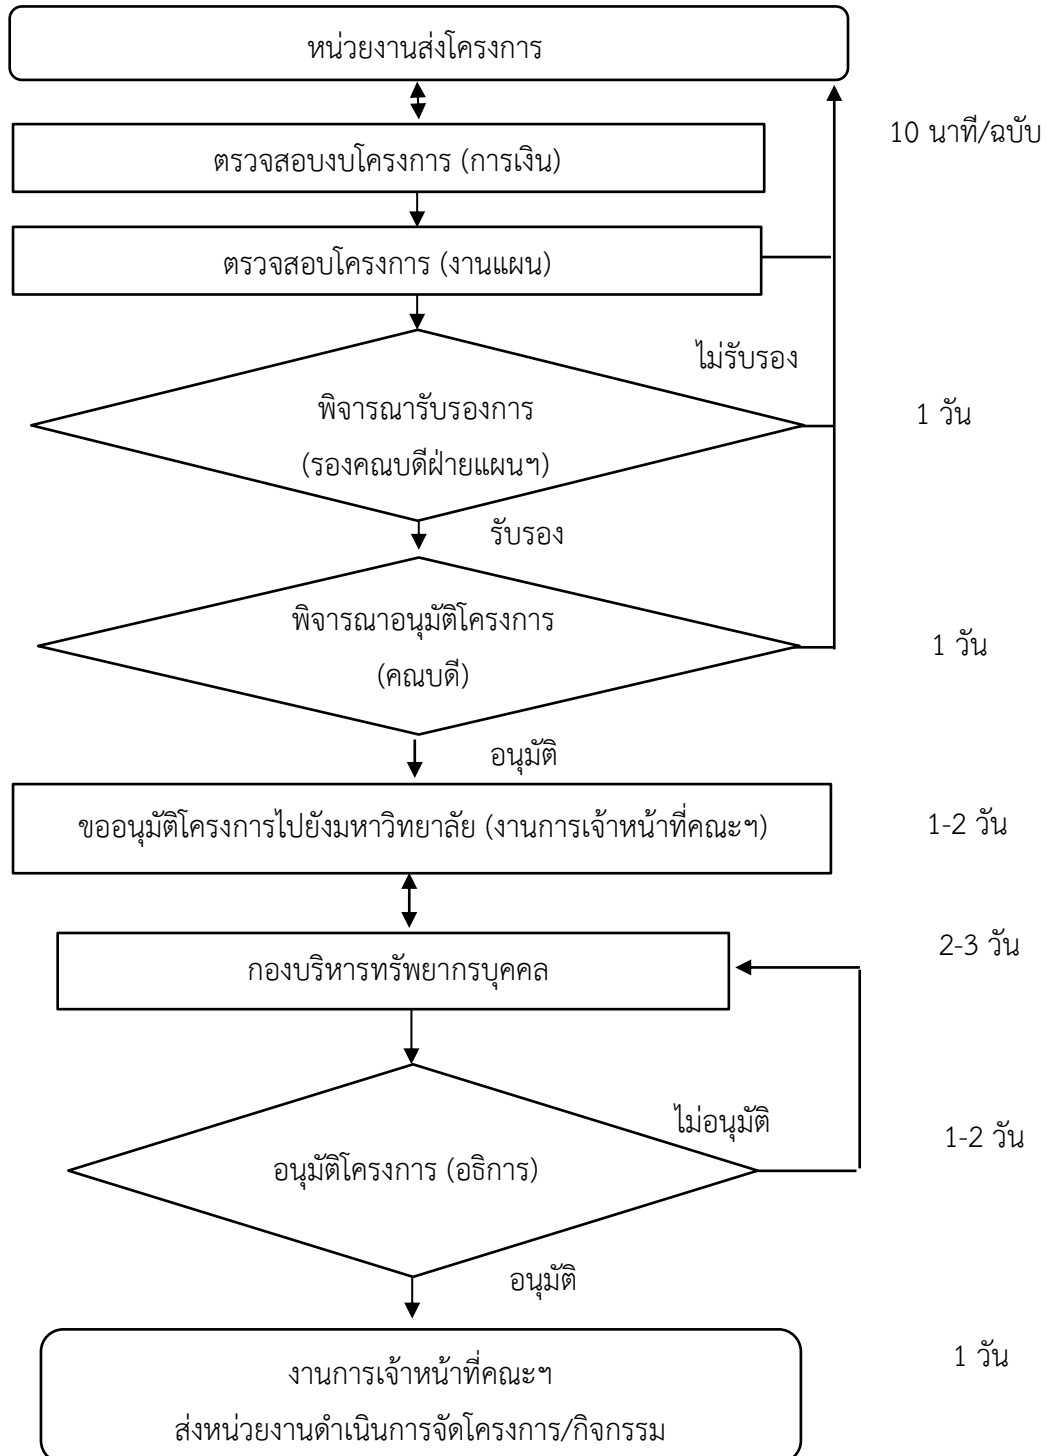 หน่วยงานส่งโครงการ
10 นาที/ฉบับ
ตรวจสอบงบโครงการ (การเงิน)
ตรวจสอบโครงการ (งานแผน)
ไม่รับรอง
พิจารณารับรองการ
1 วัน
(รองคณบดีฝ่ายแผนฯ)
รับรอง
พิจารณาอนุมัติโครงการ
1 วัน
(คณบดี)
อนุมัติ
ขออนุมัติโครงการไปยังมหาวิทยาลัย (งานการเจ้าหน้าที่คณะฯ)
1-2 วัน
2-3 วัน
กองบริหารทรัพยากรบุคคล
ไม่อนุมัติ
1-2 วัน
อนุมัติโครงการ (อธิการ)
อนุมัติ
1 วัน
งานการเจ้าหน้าที่คณะฯ
ส่งหน่วยงานดำเนินการจัดโครงการ/กิจกรรม